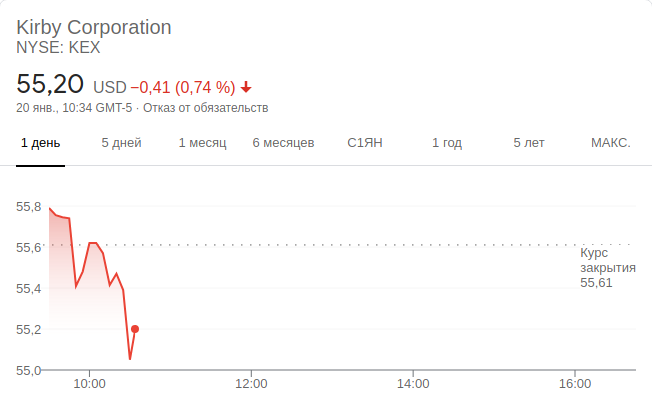 Kirby Corporation
NYSE: KEX
55,20 USD −0,41 (0,74 %)
20 янв., 10:34 GMT-5 · Отказ от обязательств
1 день 5 дней 1 месяц 6 месяцев С1ЯН 1 год 5 лет МАКС.
55,8
55,6
Курс
закрытия
55,61
55,4
55,2
55,0
10:00 12:00 14:00 16:00